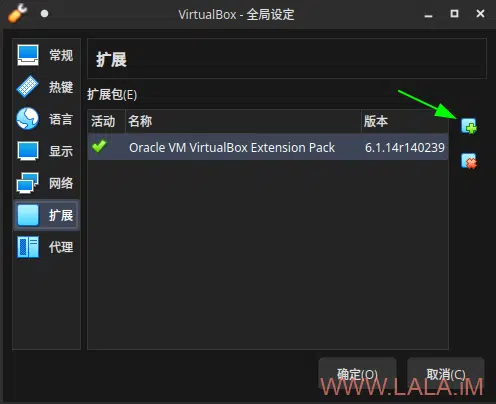 VirtualBox - 全局设定
常规
热键
语言
显示
网络
扩展
代理
扩展
扩展包(E)
活动 名称 版本
Oracle VM VirtualBox Extension Pack 6.1.14r140239
确定(O) 取消(C)
WWW.LALA.IM